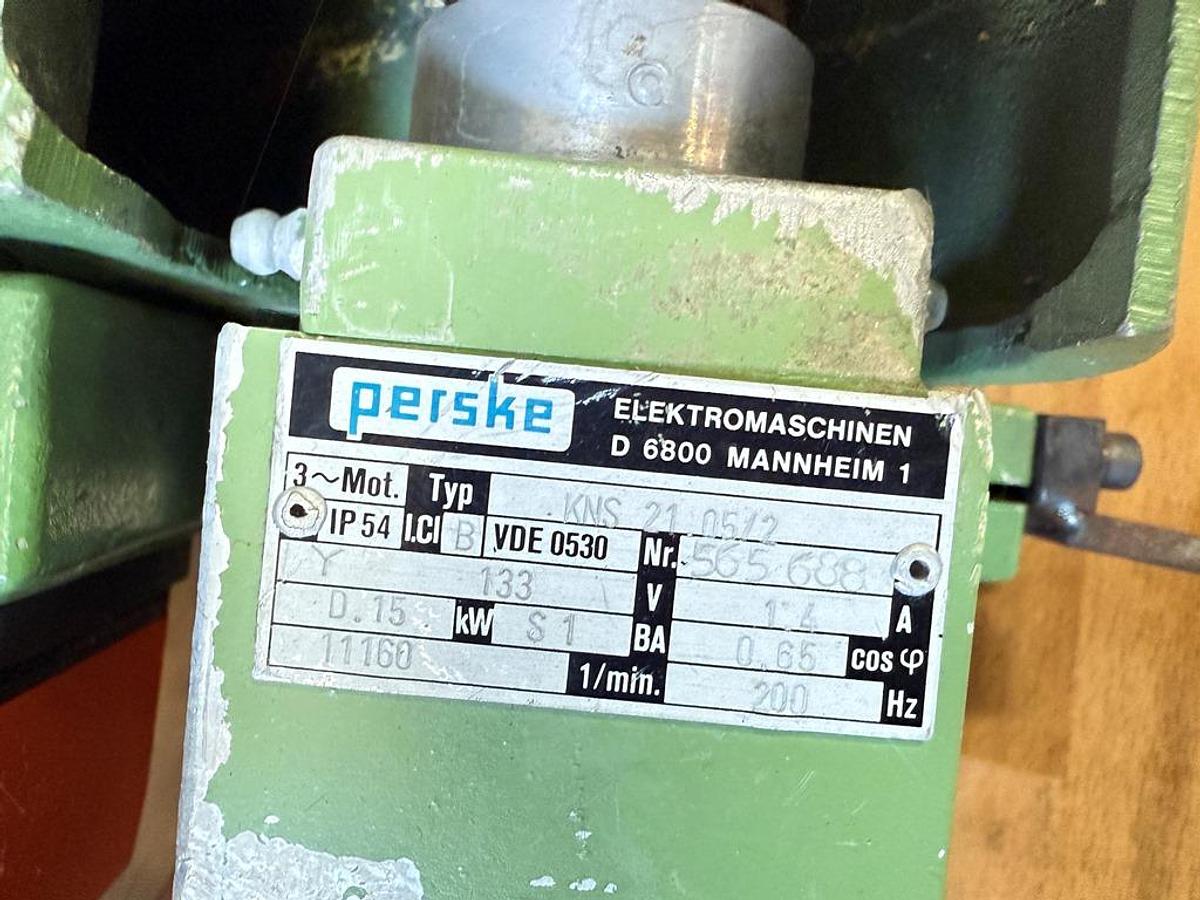 perske
ELEKTROMASCHINEN
D 6800 MANNHEIM 1
3~Mot. Typ KNS 21.05/2
IP 54 I.Cl B VDE 0530 Nr. 565 688
Y 133 V 1.4 A
0.15 kW S1 BA 0.65 cos φ
11160 1/min. 200 Hz